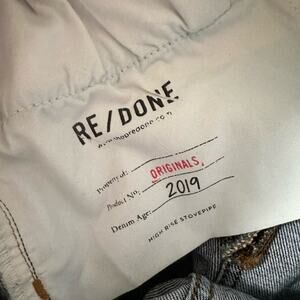 RE/DONE
Property of:
ORIGINALS,
Product No,
2019
Denim Age:
HIGH RISE STOVEPIPE